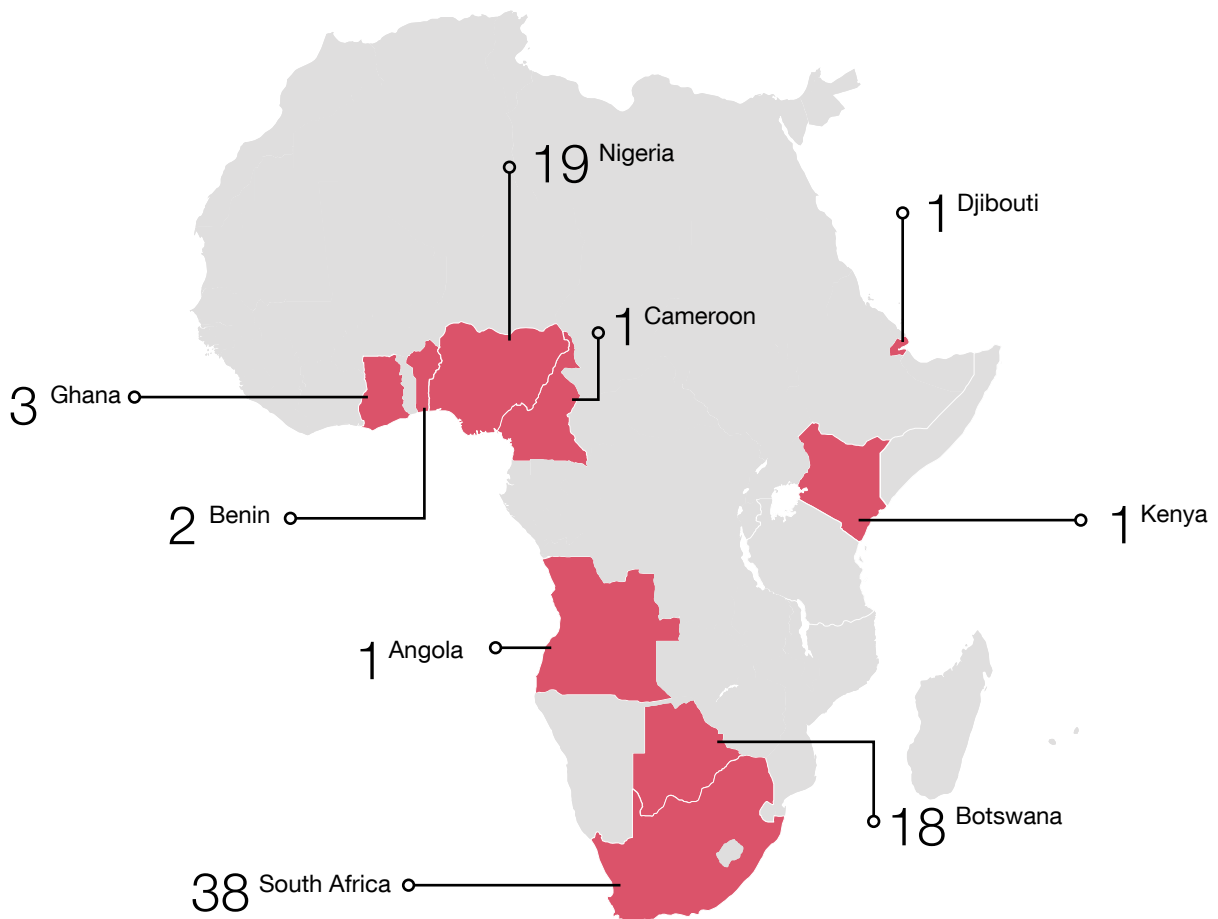 19 Nigeria
1 Djibouti
1 Cameroon
3 Ghana
2 Benin
1 Kenya
1 Angola
18 Botswana
38 South Africa